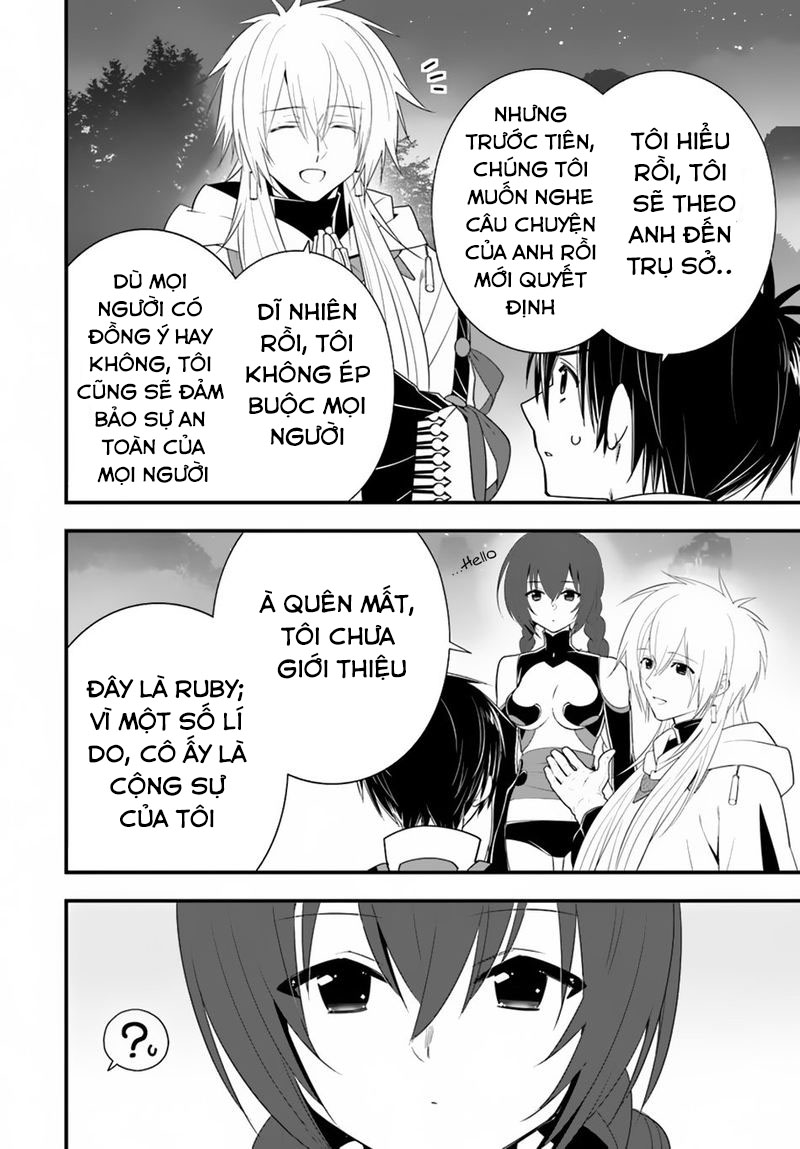 TÔI HIỂU
RỒI, TÔI
SẼ THEO
ANH ĐẾN
TRỤ SỞ..
NHƯNG
TRƯỚC TIÊN,
CHÚNG TÔI
MUỐN NGHE
CÂU CHUYỆN
CỦA ANH RỒI
MỚI QUYẾT
ĐỊNH
DĨ NHIÊN
RỒI, TÔI
KHÔNG ÉP
BUỘC MỌI
NGƯỜI
DÙ MỌI
NGƯỜI CÓ
ĐỒNG Ý HAY
KHÔNG, TÔI
CŨNG SẼ ĐẢM
BẢO SỰ AN
TOÀN CỦA
MỌI NGƯỜI
...Hello
À QUÊN MẤT,
TÔI CHƯA
GIỚI THIỆU
ĐÂY LÀ RUBY;
VÌ MỘT SỐ LÍ
DO, CÔ ẤY LÀ
CỘNG SỰ
CỦA TÔI
?